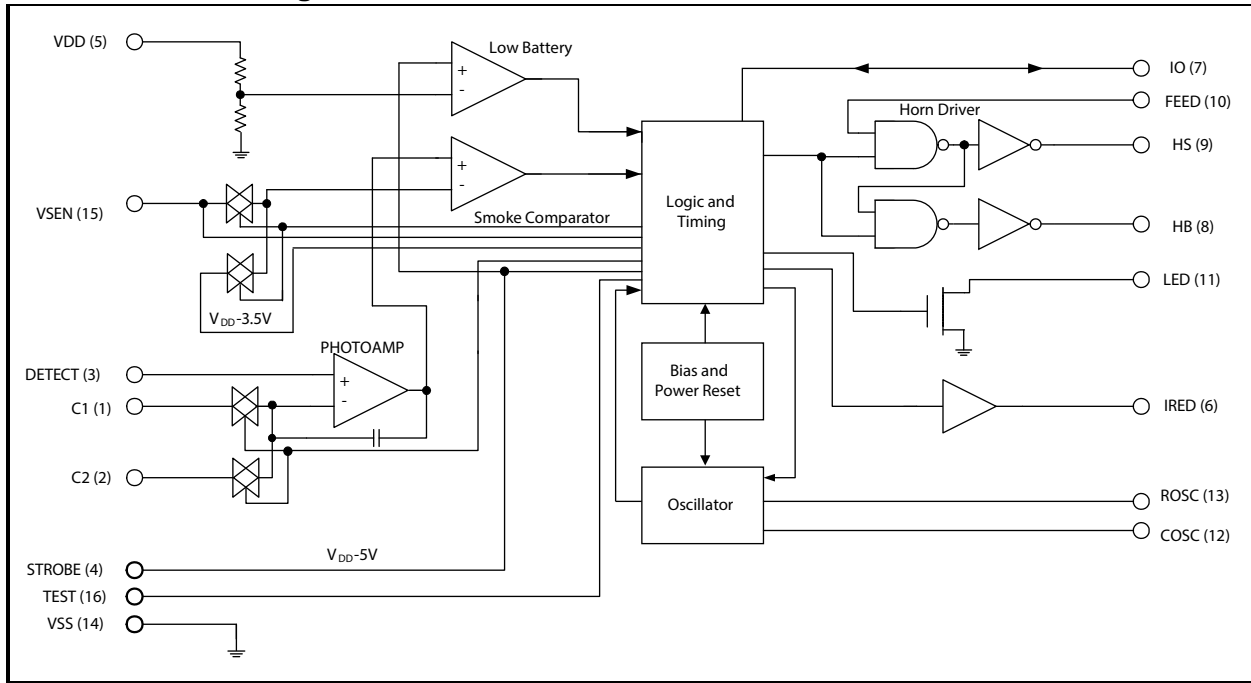 VDD (5)
Low Battery
+
-
IO (7)
FEED (10)
Horn Driver
HS (9)
+
-
VSEN (15)
Smoke Comparator
Logic and
Timing
HB (8)
LED (11)
VDD-3.5V
PHOTOAMP
DETECT (3)
+
-
C1 (1)
Bias and
Power Reset
IRED (6)
C2 (2)
Oscillator
ROSC (13)
COSC (12)
VDD-5V
STROBE (4)
TEST (16)
VSS (14)